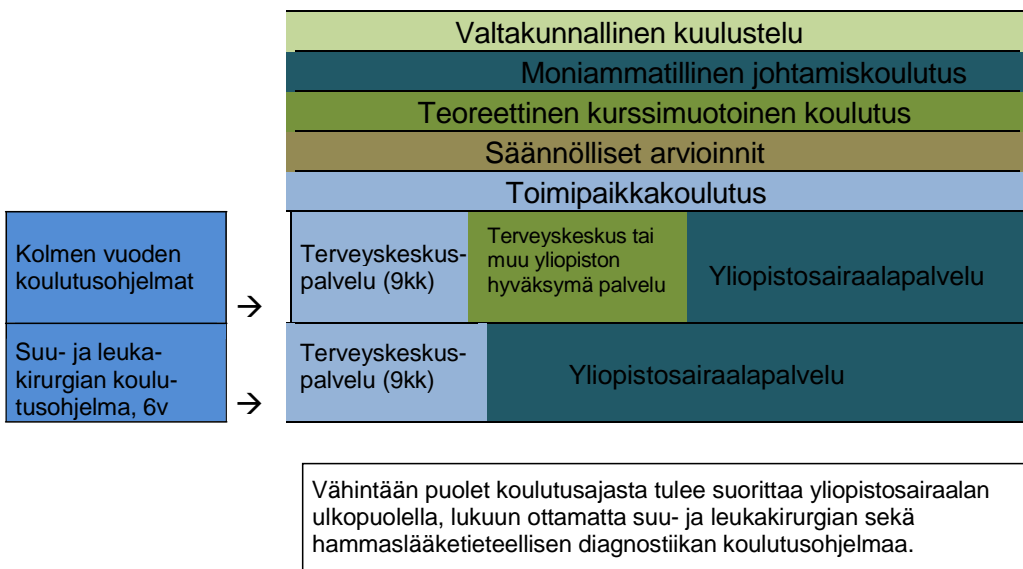 Valtakunnallinen kuulustelu
Moniammatillinen johtamiskoulutus
Teoreettinen kurssimuotoinen koulutus
Säännölliset arvioinnit
Toimipaikkakoulutus
Kolmen vuoden
koulutusohjelmat
→
Terveyskeskus-
palvelu (9kk)
Terveyskeskus tai
muu yliopiston
hyväksymä palvelu
Yliopistosairaalapalvelu
Suu- ja leuka-
kirurgian koulu-
tusohjelma, 6v
→
Terveyskeskus-
palvelu (9kk)
Yliopistosairaalapalvelu
Vähintään puolet koulutusajasta tulee suorittaa yliopistosairaalan
ulkopuolella, lukuun ottamatta suu- ja leukakirurgian sekä
hammaslääketieteellisen diagnostiikan koulutusohjelmaa.